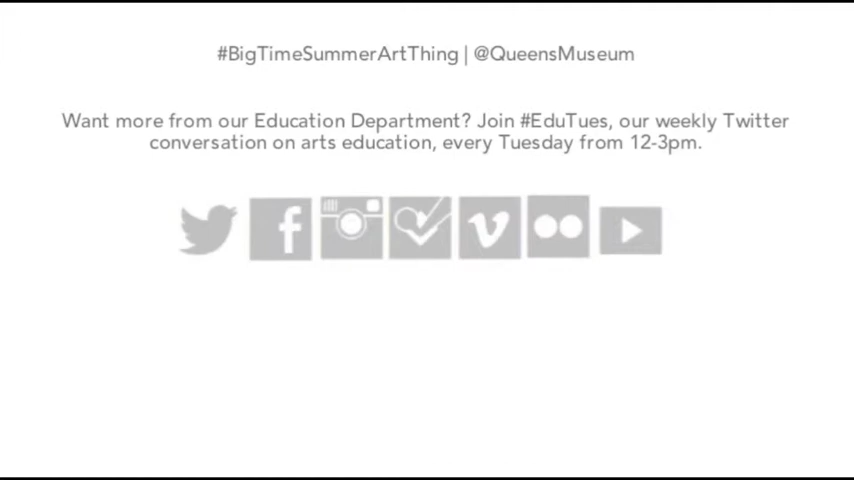 #BigTimeSummerArtThing | @QueensMuseum
Want more from our Education Department? Join #EduTues, our weekly Twitter
conversation on arts education, every Tuesday from 12-3pm.